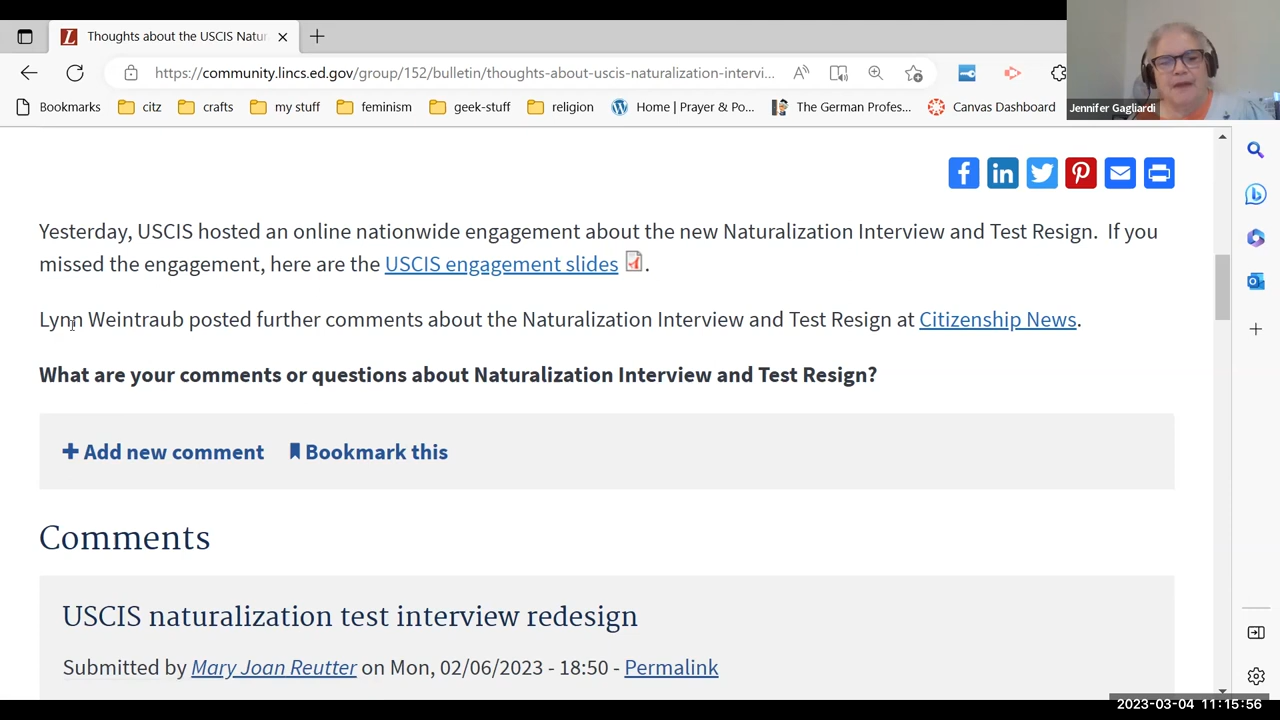 Thoughts about the USCIS Natur
https://community.lincs.ed.gov/group/152/bulletin/thoughts-about-uscis-naturalization-intervi...
Jennifer Gagliardi
Bookmarks citz crafts my stuff feminism geek-stuff religion Home | Prayer & Po... The German Profes... Canvas Dashboard
Yesterday, USCIS hosted an online nationwide engagement about the new Naturalization Interview and Test Resign. If you
missed the engagement, here are the USCIS engagement slides.
Lynn Weintraub posted further comments about the Naturalization Interview and Test Resign at Citizenship News.
What are your comments or questions about Naturalization Interview and Test Resign?
+ Add new comment Bookmark this
Comments
USCIS naturalization test interview redesign
Submitted by Mary Joan Reutter on Mon, 02/06/2023 - 18:50 - Permalink
2023-03-04 11:15:56